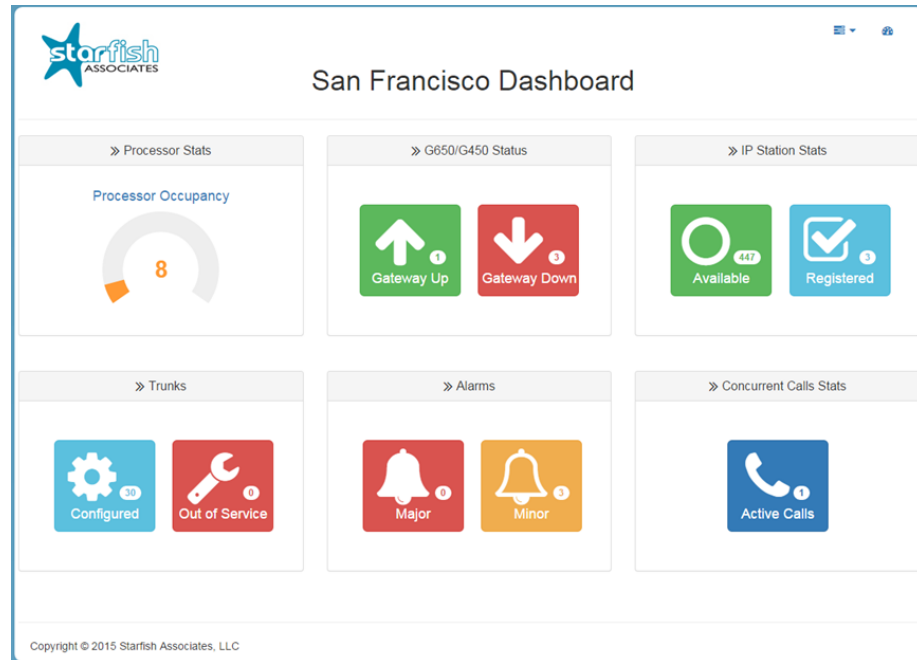 starfish
ASSOCIATES
San Francisco Dashboard
» Processor Stats
Processor Occupancy
8
» G650/G450 Status
1
Gateway Up
3
Gateway Down
» IP Station Stats
447
Available
3
Registered
» Trunks
30
Configured
0
Out of Service
» Alarms
0
Major
3
Minor
» Concurrent Calls Stats
1
Active Calls
Copyright © 2015 Starfish Associates, LLC